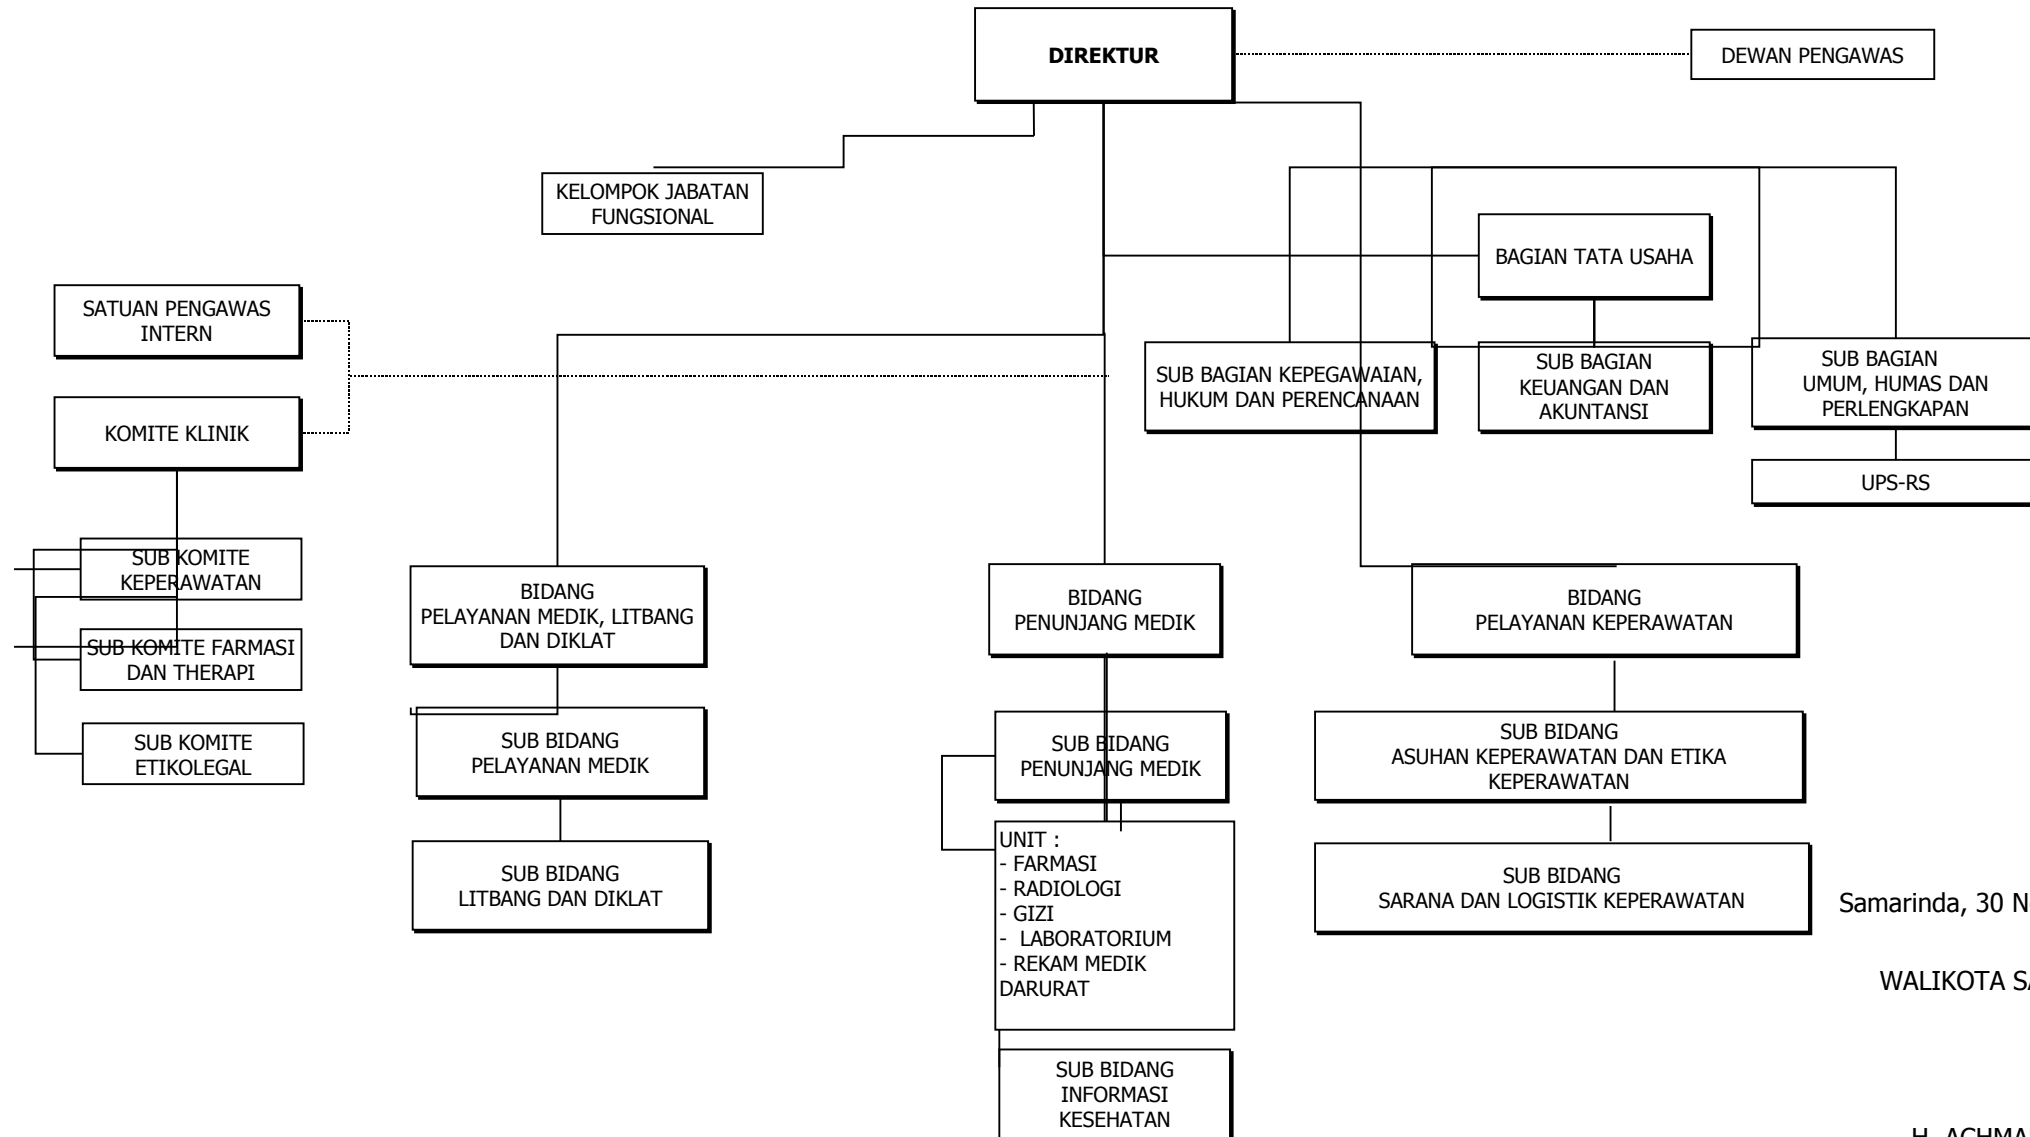 DIREKTUR
DEWAN PENGAWAS
KELOMPOK JABATAN
FUNGSIONAL
BAGIAN TATA USAHA
SATUAN PENGAWAS
INTERN
KOMITE KLINIK
SUB BAGIAN KEPEGAWAIAN,
HUKUM DAN PERENCANAAN
SUB BAGIAN
KEUANGAN DAN
AKUNTANSI
SUB BAGIAN
UMUM, HUMAS DAN
PERLENGKAPAN
UPS-RS
SUB KOMITE
KEPERAWATAN
SUB KOMITE FARMASI
DAN THERAPI
SUB KOMITE
ETIKOLEGAL
BIDANG
PELAYANAN MEDIK, LITBANG
DAN DIKLAT
SUB BIDANG
PELAYANAN MEDIK
SUB BIDANG
LITBANG DAN DIKLAT
BIDANG
PENUNJANG MEDIK
SUB BIDANG
PENUNJANG MEDIK
UNIT :
- FARMASI
- RADIOLOGI
- GIZI
- LABORATORIUM
- REKAM MEDIK
DARURAT
SUB BIDANG
INFORMASI
KESEHATAN
BIDANG
PELAYANAN KEPERAWATAN
SUB BIDANG
ASUHAN KEPERAWATAN DAN ETIKA
KEPERAWATAN
SUB BIDANG
SARANA DAN LOGISTIK KEPERAWATAN
Samarinda, 30 N
WALIKOTA SA
H. ACHMA